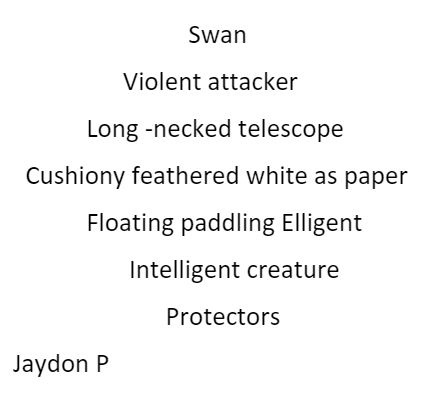 Swan
Violent attacker
Long -necked telescope
Cushiony feathered white as paper
Floating paddling Elligent
Intelligent creature
Protectors
Jaydon P